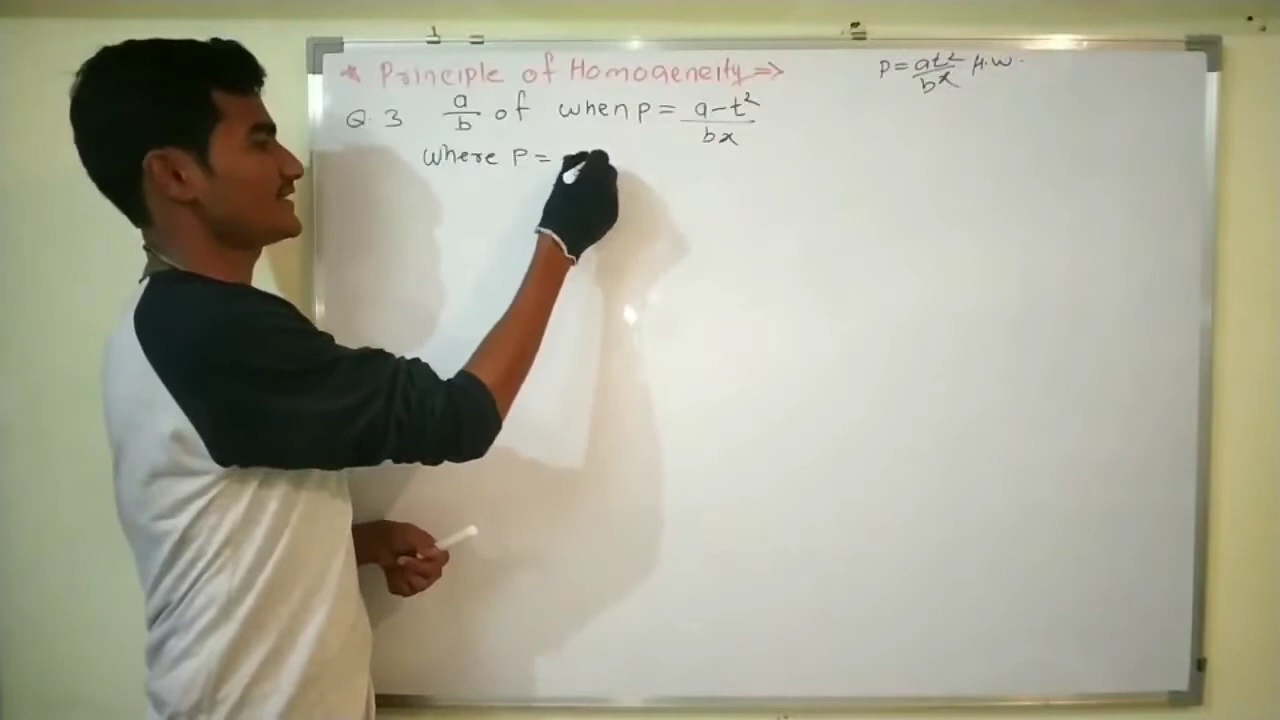 * Principle of Homogeneity ⇒
P = at²/bx H.W.
Q. 3 a/b of when P = a-t²/bx
where P =